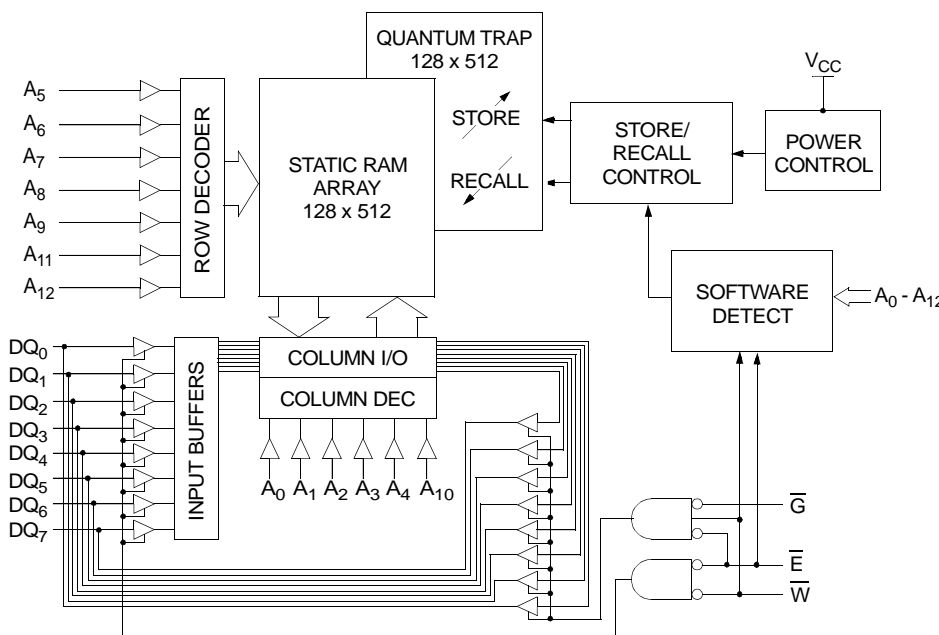 QUANTUM TRAP
128 x 512
STORE
RECALL
V_CC
POWER
CONTROL
STORE/
RECALL
CONTROL
STATIC RAM
ARRAY
128 x 512
A5
A6
A7
A8
A9
A11
A12
ROW DECODER
SOFTWARE
DETECT
A0 - A12
DQ0
DQ1
DQ2
DQ3
DQ4
DQ5
DQ6
DQ7
INPUT BUFFERS
COLUMN I/O
COLUMN DEC
A0 A1 A2 A3 A4 A10
G̅
E̅
W̅